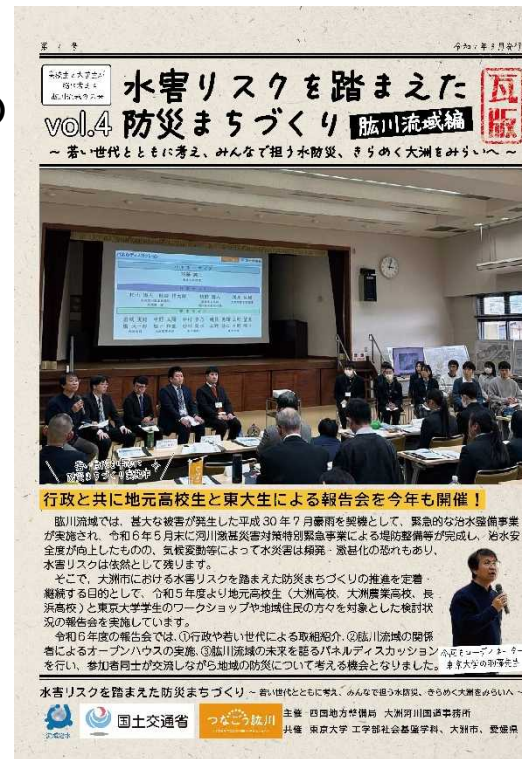 水害リスクを踏まえた
vol.4 防災まちづくり 肱川流域編
瓦版
～ 若い世代とともに考え、みんなで担う水防災、きらめく大洲をみらいへ ～
行政と共に地元高校生と東大生による報告会を今年も開催！
肱川流域では、甚大な被害が発生した平成30年7月豪雨を契機として、緊急的な治水整備事業
が実施され、令和6年5月末に河川激甚災害対策特別緊急事業による堤防整備等が完成し、治水安
全度が向上したものの、気候変動等によって水災害は頻発・激甚化の恐れもあり、
水害リスクは依然として残ります。
そこで、大洲市における水害リスクを踏まえた防災まちづくりの推進を定着・
継続する目的として、令和5年度より地元高校生（大洲高校、大洲農業高校、長
浜高校）と東京大学学生のワークショップや地域住民の方々を対象とした検討状
況の報告会を実施しています。
令和6年度の報告会では、①行政や若い世代による取組紹介、②肱川流域の関係
者によるオープンハウスの実施、③肱川流域の未来を語るパネルディスカッション
を行い、参加者同士が交流しながら地域の防災について考える機会となりました。
水害リスクを踏まえた防災まちづくり ～ 若い世代とともに考え、みんなで担う水防災、きらめく大洲をみらいへ ～
国土交通省
つなごう肱川
主催 四国地方整備局 大洲河川国道事務所
共催 東京大学 工学部社会基盤学科、大洲市、愛媛県